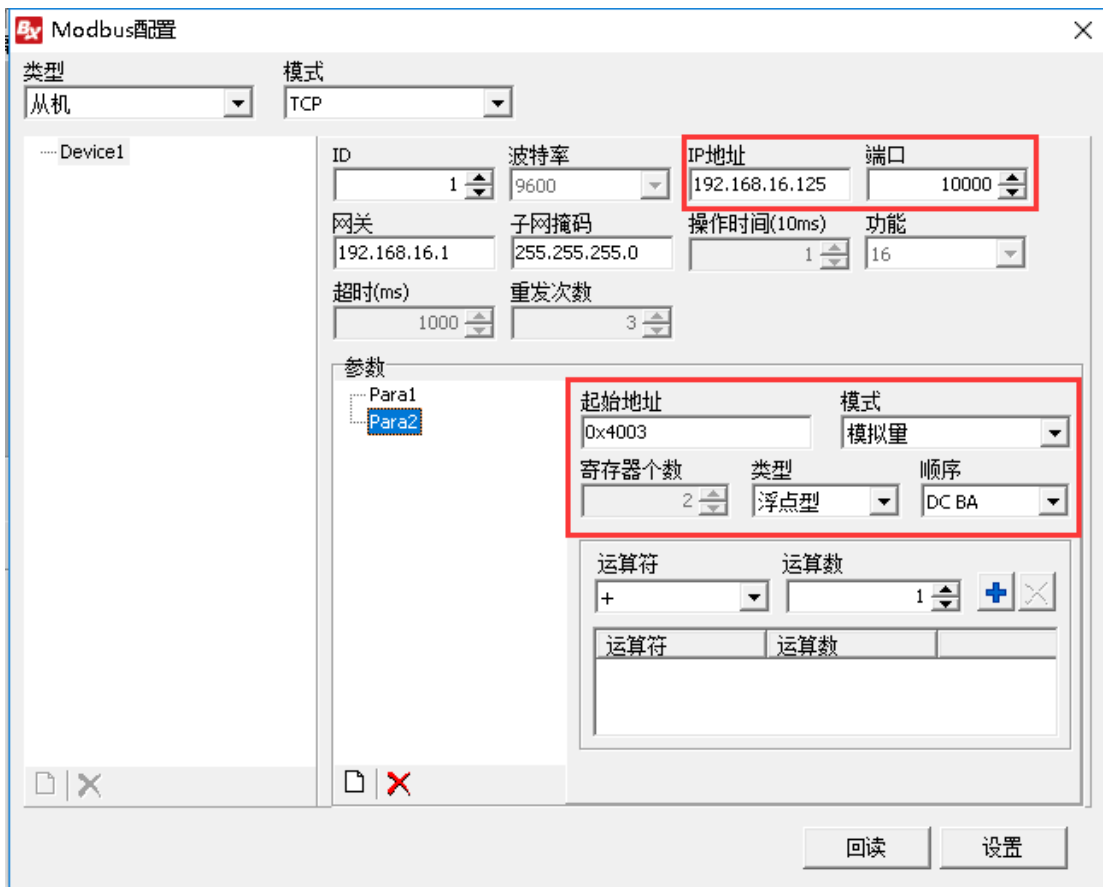 BX Modbus配置
类型 模式
从机 TCP
Device1
ID 波特率 IP地址 端口
1 9600 192.168.16.125 10000
网关 子网掩码 操作时间(10ms) 功能
192.168.16.1 255.255.255.0 1 16
超时(ms) 重发次数
1000 3
参数
Para1
Para2
起始地址 模式
0x4003 模拟量
寄存器个数 类型 顺序
2 浮点型 DC BA
运算符 运算数
+ 1
运算符 运算数
回读 设置